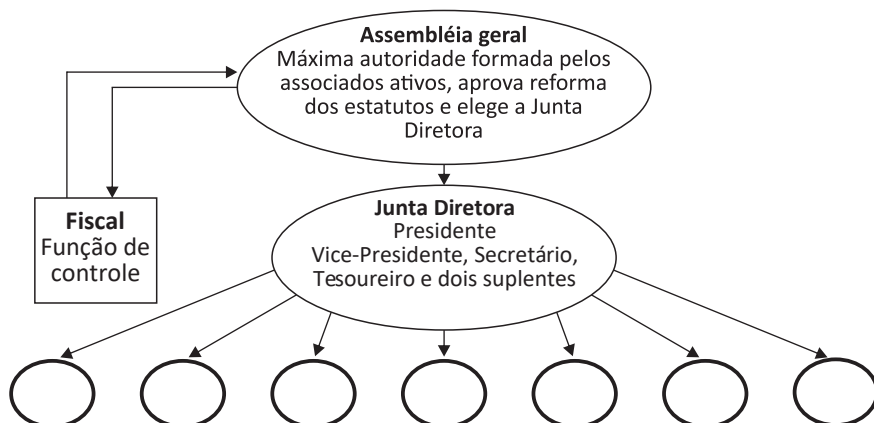 Assembléia geral
Máxima autoridade formada pelos
associados ativos, aprova reforma
dos estatutos e elege a Junta
Diretora
Fiscal
Função de
controle
Junta Diretora
Presidente
Vice-Presidente, Secretário,
Tesoureiro e dois suplentes